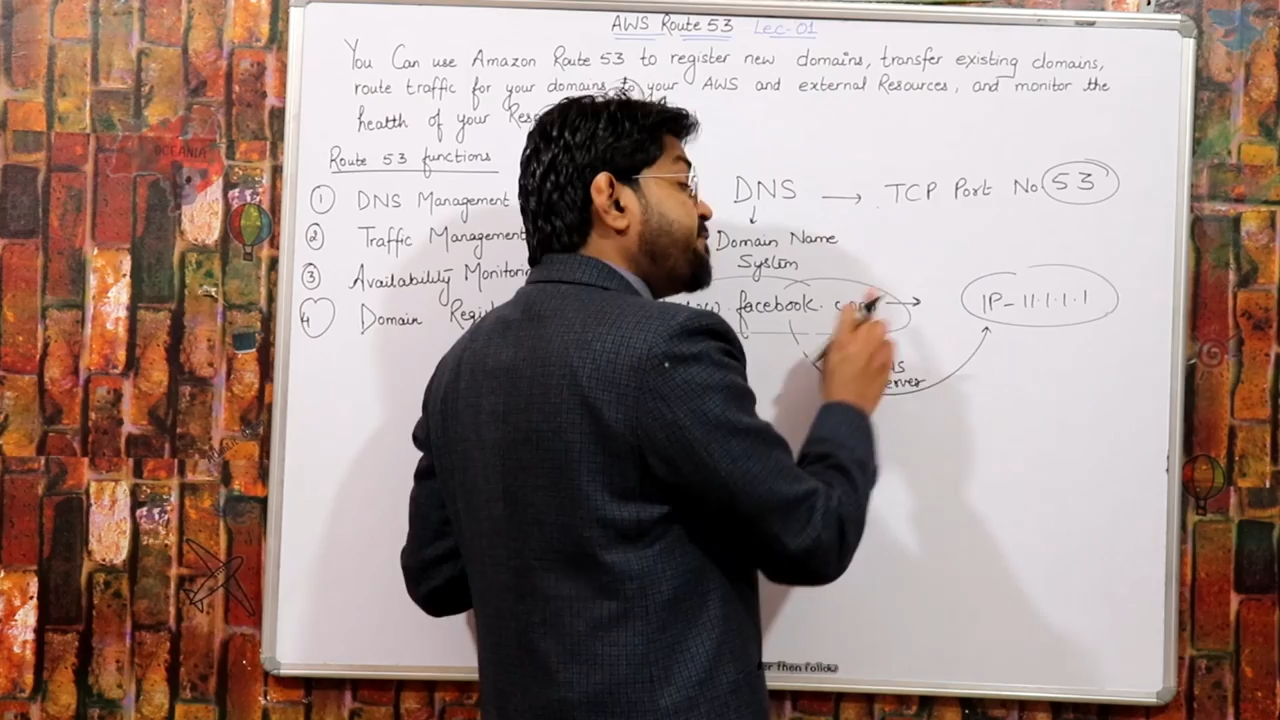 AWS Route 53 Lec-01
You Can use Amazon Route 53 to register new domains, transfer existing domains,
route traffic for your domains to your AWS and external Resources, and monitor the
health of your
Route 53 functions
1 DNS Management
2 Traffic Management
3 Availability
4 Domain
DNS → TCP Port No 53
Domain Name
System
facebook. → IP-11.1.1.1
then follow
OCEANIA